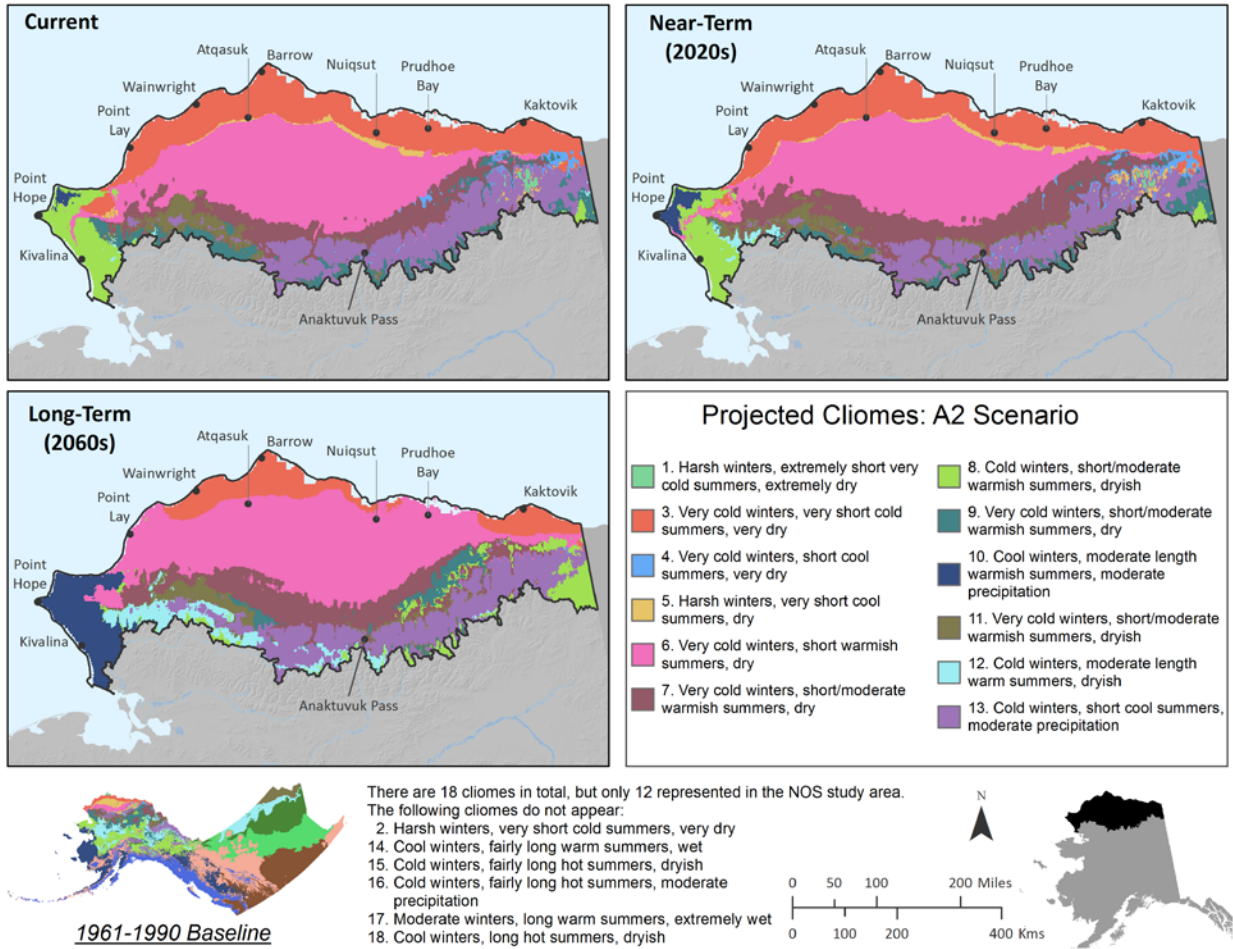 Current
Atqasuk
Barrow
Nuiqsut
Prudhoe
Bay
Wainwright
Kaktovik
Point
Lay
Point
Hope
Kivalina
Anaktuvuk Pass
Near-Term
(2020s)
Atqasuk
Barrow
Nuiqsut
Prudhoe
Bay
Wainwright
Kaktovik
Point
Lay
Point
Hope
Kivalina
Anaktuvuk Pass
Long-Term
(2060s)
Atqasuk
Barrow
Nuiqsut
Prudhoe
Bay
Wainwright
Kaktovik
Point
Lay
Point
Hope
Kivalina
Anaktuvuk Pass
Projected Cliomes: A2 Scenario
1. Harsh winters, extremely short very
cold summers, extremely dry
3. Very cold winters, very short cold
summers, very dry
4. Very cold winters, short cool
summers, very dry
5. Harsh winters, very short cool
summers, dry
6. Very cold winters, short warmish
summers, dry
7. Very cold winters, short/moderate
warmish summers, dry
8. Cold winters, short/moderate
warmish summers, dryish
9. Very cold winters, short/moderate
warmish summers, dry
10. Cool winters, moderate length
warmish summers, moderate
precipitation
11. Very cold winters, short/moderate
warmish summers, dryish
12. Cold winters, moderate length
warm summers, dryish
13. Cold winters, short cool summers,
moderate precipitation
1961-1990 Baseline
There are 18 cliomes in total, but only 12 represented in the NOS study area.
The following cliomes do not appear:
2. Harsh winters, very short cold summers, very dry
14. Cool winters, fairly long warm summers, wet
15. Cold winters, fairly long hot summers, dryish
16. Cold winters, fairly long hot summers, moderate
precipitation
17. Moderate winters, long warm summers, extremely wet
18. Cool winters, long hot summers, dryish
N
0 50 100 200 Miles
0 100 200 400 Kms